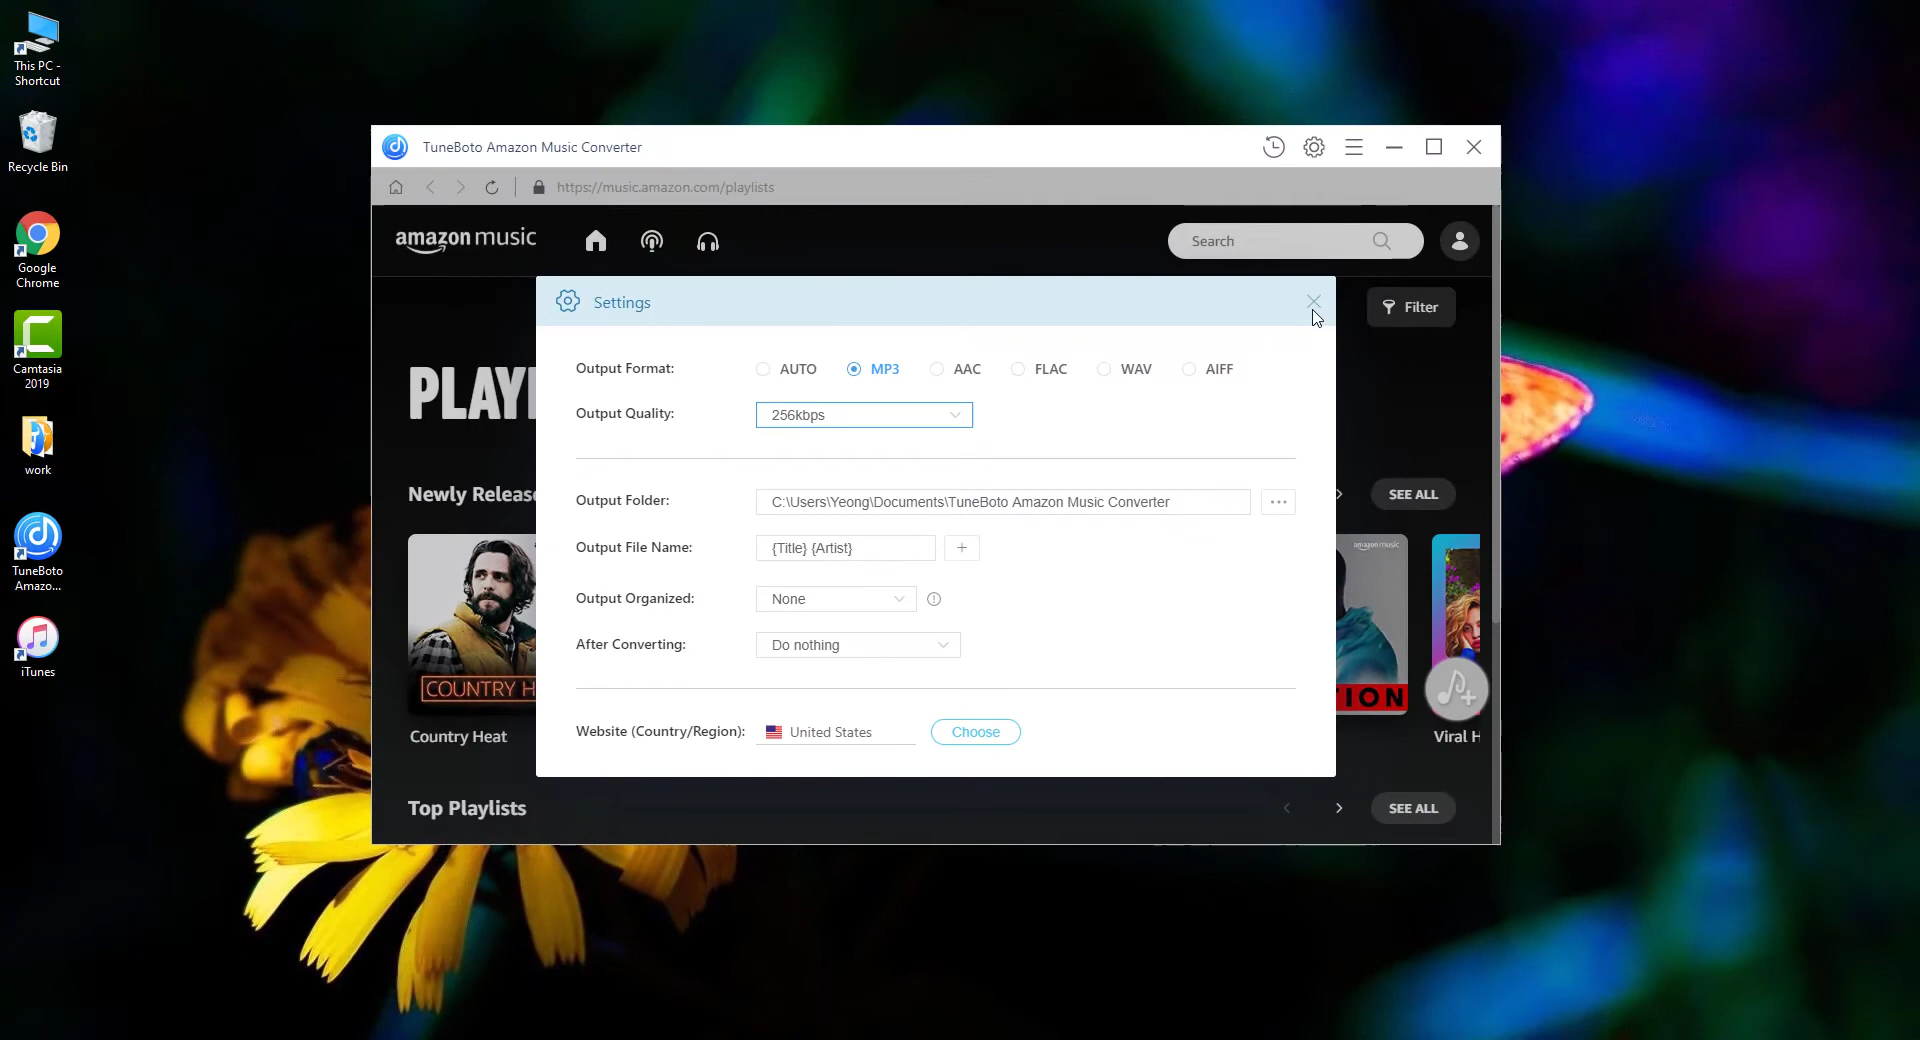 This PC -
Shortcut
Recycle Bin
Google
Chrome
Camtasia
2019
work
TuneBoto
Amazo...
iTunes
TuneBoto Amazon Music Converter
https://music.amazon.com/playlists
amazon music
Search
Settings
Filter
Output Format:
AUTO
MP3
AAC
FLAC
WAV
AIFF
PLAYL
Output Quality:
256kbps
Newly Release
SEE ALL
Output Folder:
C:\Users\Yeong\Documents\TuneBoto Amazon Music Converter
...
Output File Name:
{Title} {Artist}
+
amazon music
Output Organized:
None
After Converting:
Do nothing
COUNTRY H
ION
Country Heat
Viral H
Website (Country/Region):
United States
Choose
Top Playlists
SEE ALL